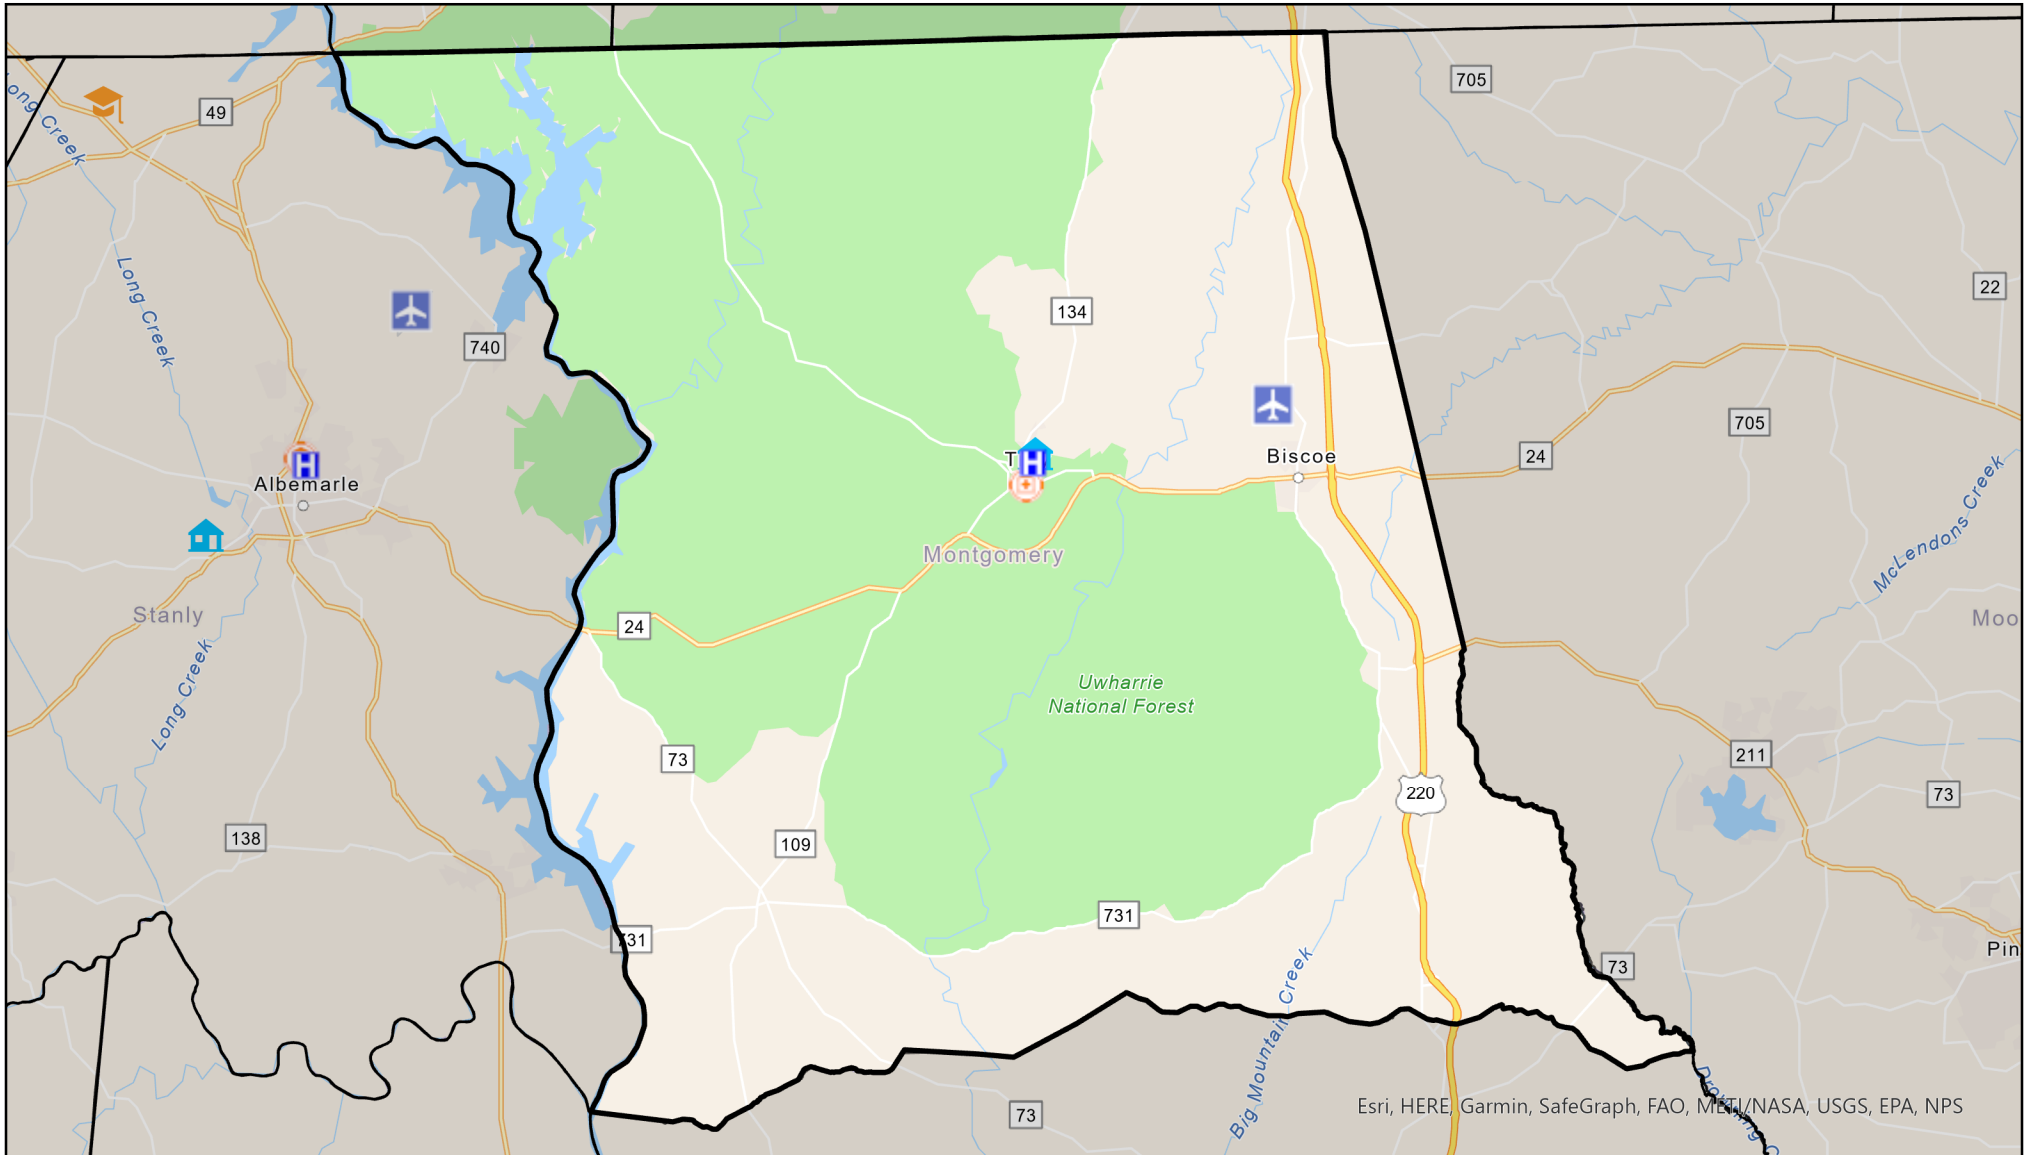 705
49
Long Creek
22
Long Creek
134
740
705
24
Biscoe
T
H
H
Albemarle
McLendons Creek
Montgomery
Stanly
24
Moo
Long Creek
Uwharrie
National Forest
73
211
220
73
138
109
731
731
Pin
73
Big Mountain Creek
73
Esri, HERE, Garmin, SafeGraph, FAO, METI/NASA, USGS, EPA, NPS
Drowning C